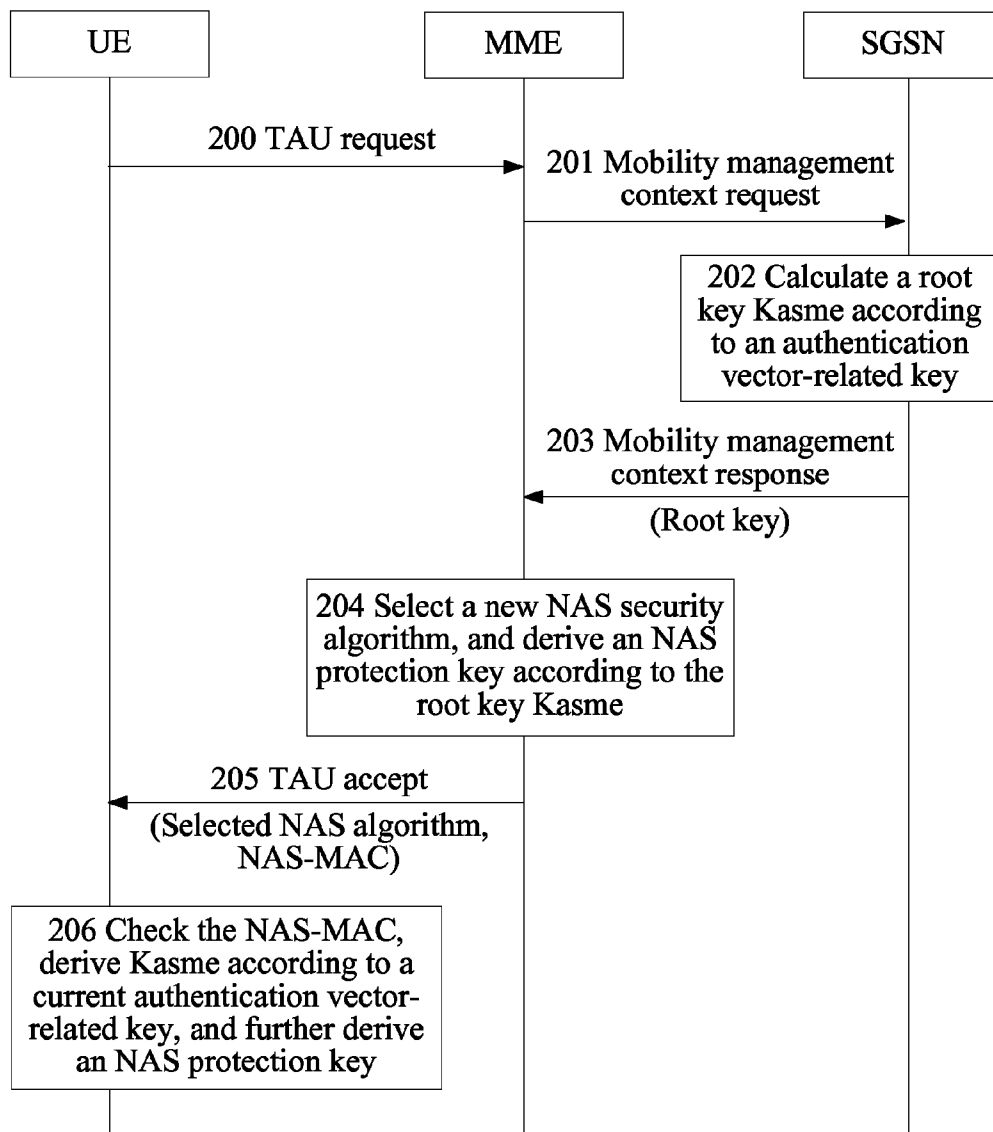 UE
MME
SGSN
200 TAU request
201 Mobility management
context request
202 Calculate a root
key Kasme according
to an authentication
vector-related key
203 Mobility management
context response
(Root key)
204 Select a new NAS security
algorithm, and derive an NAS
protection key according to the
root key Kasme
205 TAU accept
(Selected NAS algorithm,
NAS-MAC)
206 Check the NAS-MAC,
derive Kasme according to a
current authentication vector-
related key, and further derive
an NAS protection key